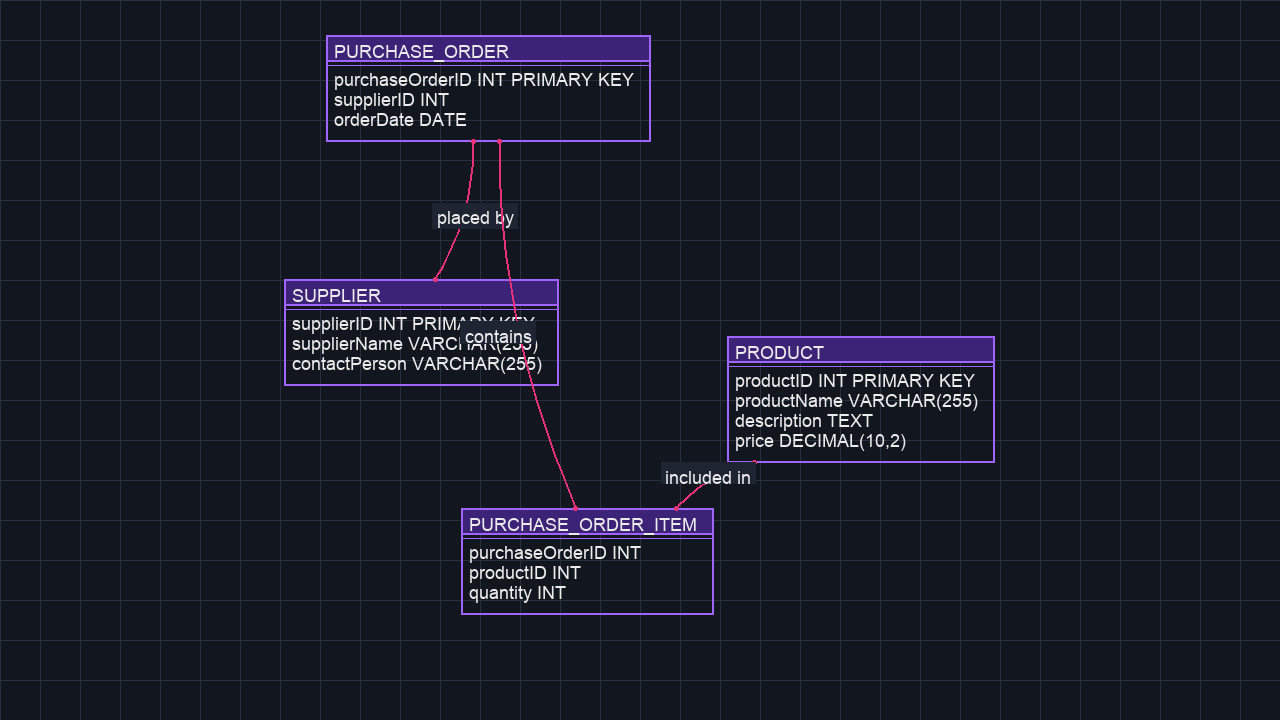 PURCHASE_ORDER
purchaseOrderID INT PRIMARY KEY
supplierID INT
orderDate DATE
placed by
SUPPLIER
supplierID INT PRIMARY KEY
supplierName VARCHAR(255)
contactPerson VARCHAR(255)
contains
PRODUCT
productID INT PRIMARY KEY
productName VARCHAR(255)
description TEXT
price DECIMAL(10,2)
included in
PURCHASE_ORDER_ITEM
purchaseOrderID INT
productID INT
quantity INT